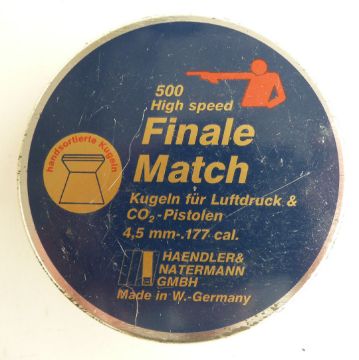 500
High speed
Finale
Match
handsortierte Kugeln
Kugeln für Luftdruck &
CO₂-Pistolen
4,5 mm-.177 cal.
HAENDLER&
NATERMANN
GMBH
Made in W.-Germany